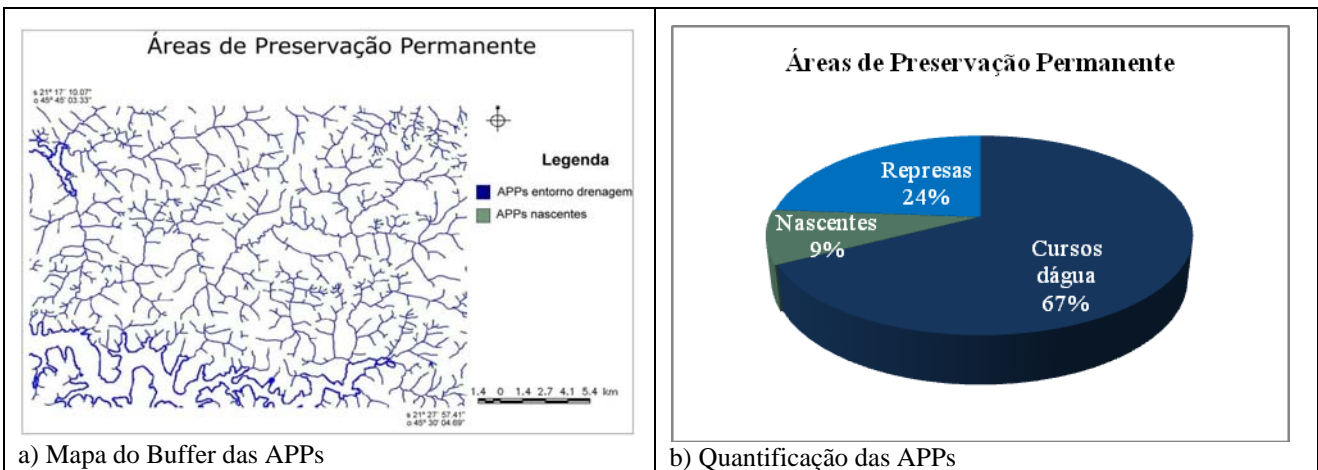 Áreas de Preservação Permanente
s 21° 17' 10.07"
o 45° 45' 03.33"
Legenda
APPs entorno drenagem
APPs nascentes
1.4 0 1.4 2.7 4.1 5.4 km
s 21° 27' 57.41"
o 45° 30' 04.69"
a) Mapa do Buffer das APPs
Áreas de Preservação Permanente
Represas
24%
Nascentes
9%
Cursos
dágua
67%
b) Quantificação das APPs